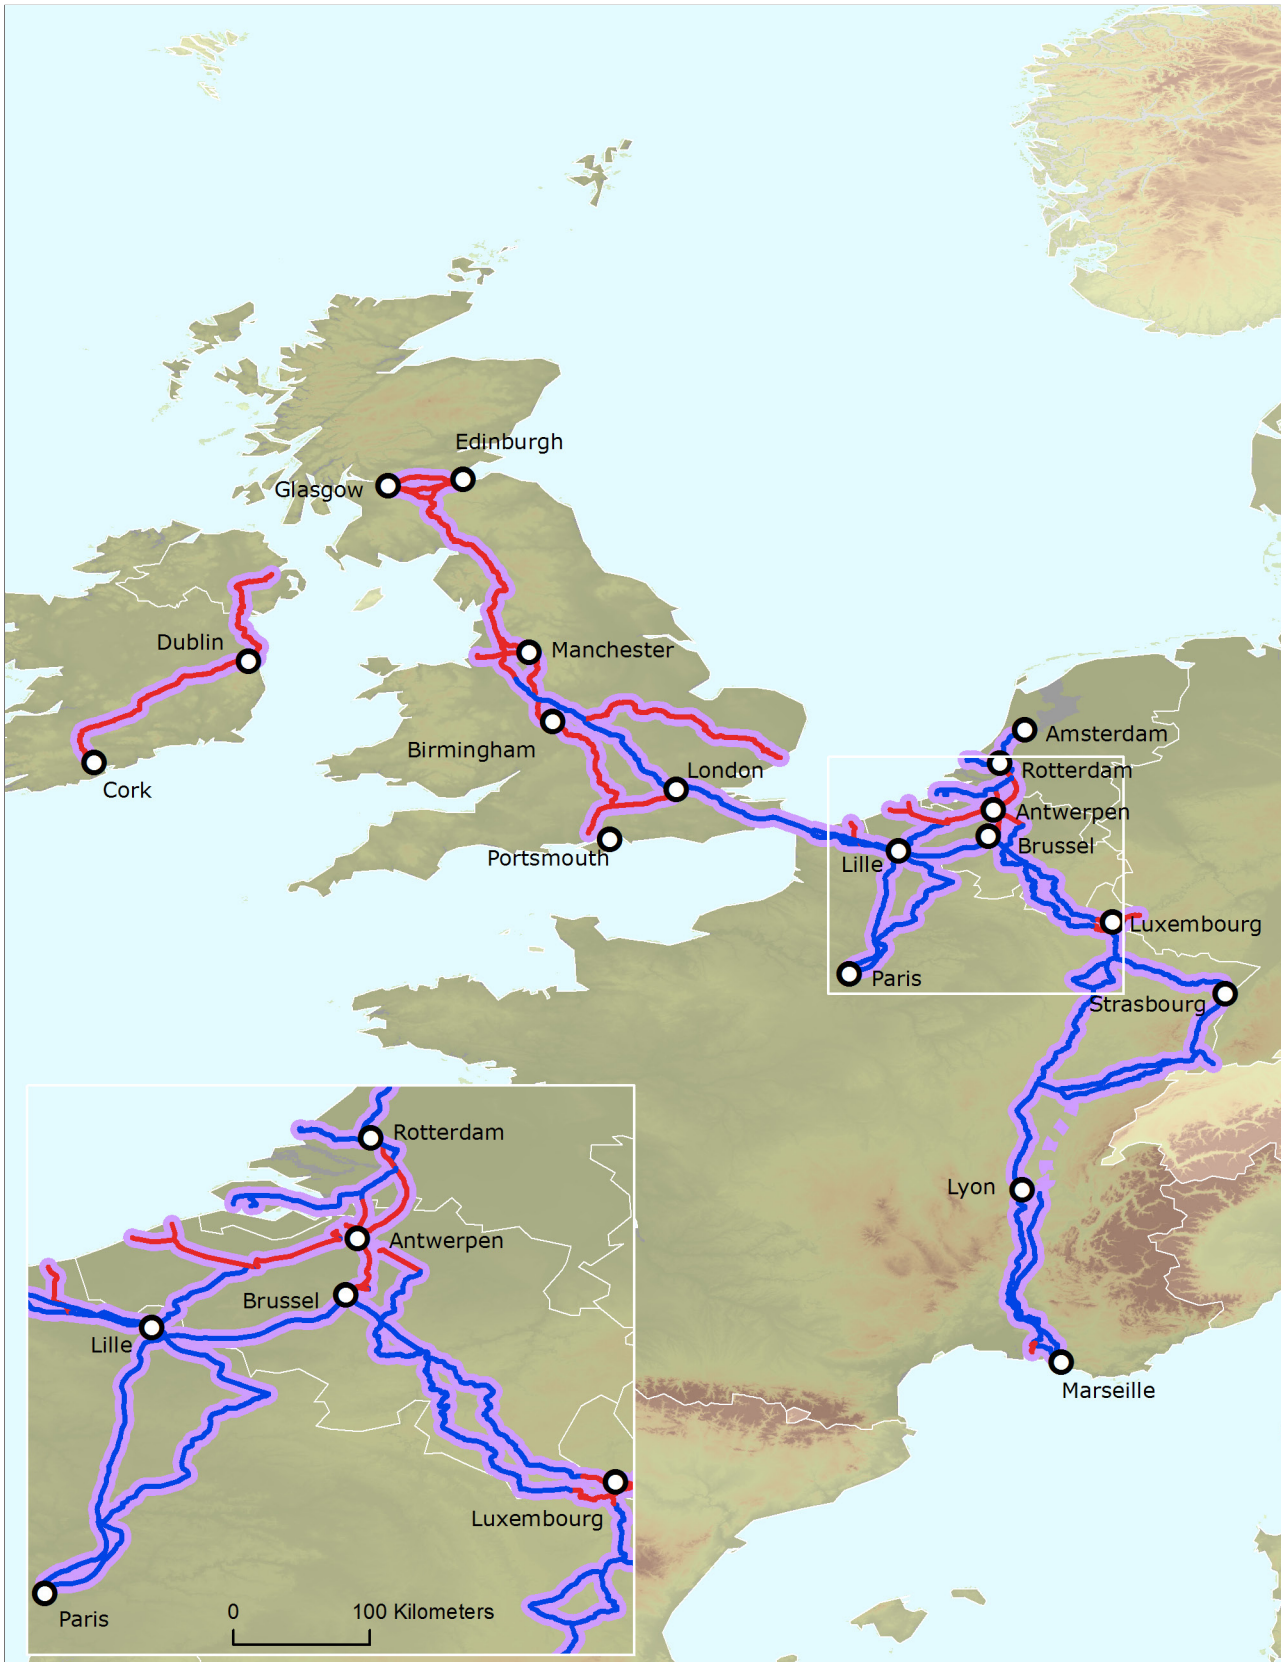 Edinburgh
Glasgow
Dublin
Manchester
Birmingham
Amsterdam
Rotterdam
London
Cork
Antwerpen
Brussel
Portsmouth
Lille
Luxembourg
Paris
Strasbourg
Lyon
Marseille
Rotterdam
Antwerpen
Brussel
Lille
Luxembourg
Paris
0 100 Kilometers